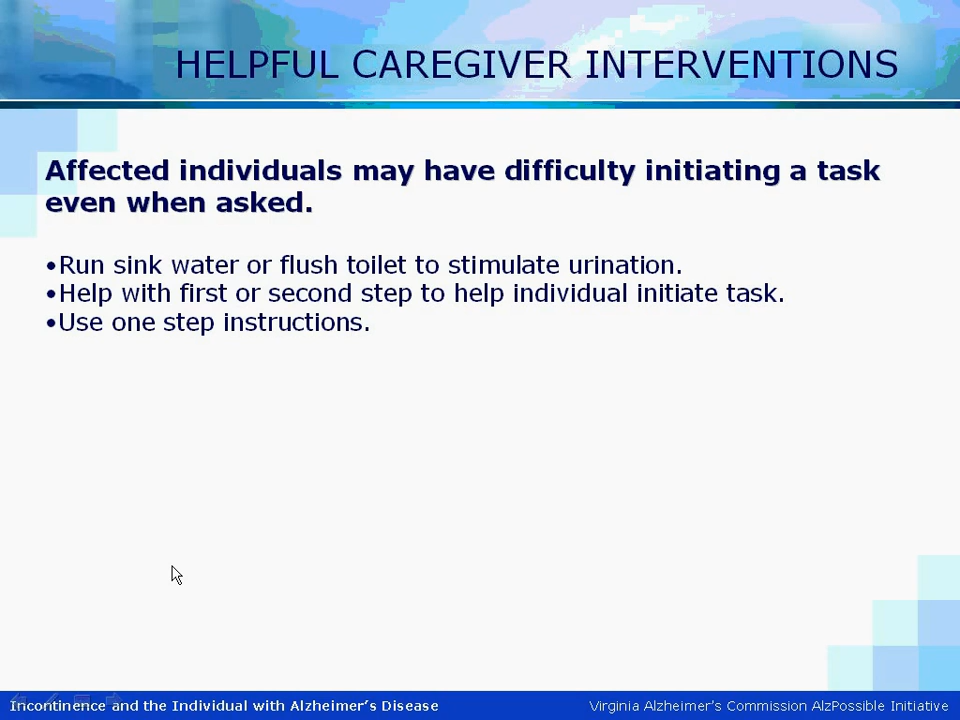 HELPFUL CAREGIVER INTERVENTIONS
Affected individuals may have difficulty initiating a task
even when asked.
•Run sink water or flush toilet to stimulate urination.
•Help with first or second step to help individual initiate task.
•Use one step instructions.
Incontinence and the Individual with Alzheimer's Disease
Virginia Alzheimer's Commission AlzPossible Initiative